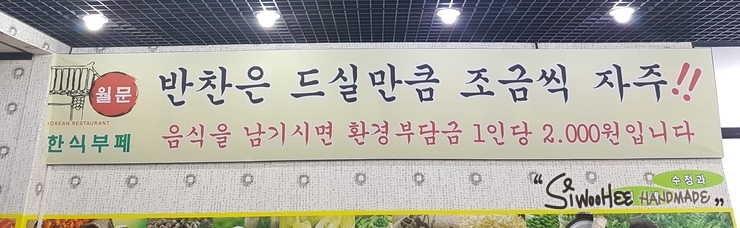 월문
KOREAN RESTAURANT
한식부페
반찬은 드실만큼 조금씩 자주!!
음식을 남기시면 환경부담금 1인당 2.000원입니다
수정과
"SiWOOHEE HANDMADE"